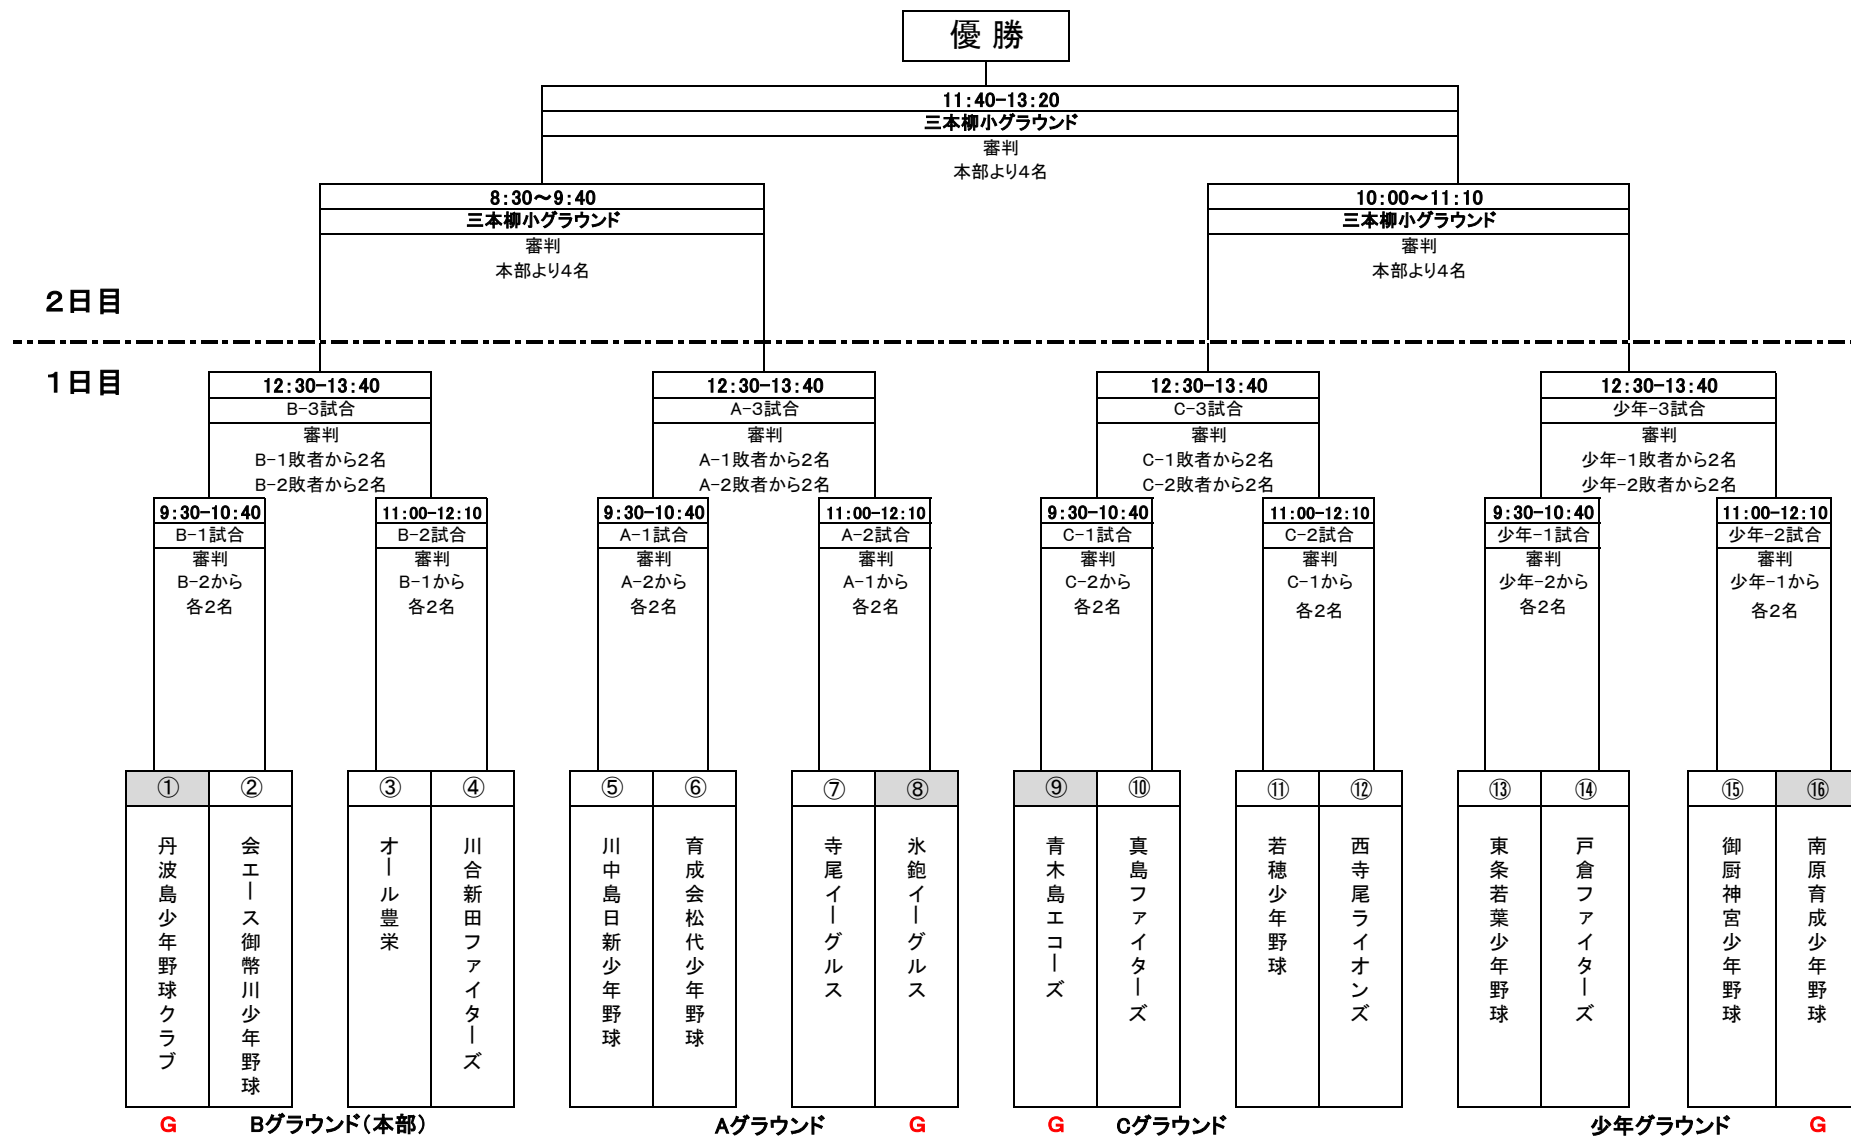 優勝
11:40-13:20
三本柳小グラウンド
審判
本部より4名
8:30～9:40
三本柳小グラウンド
審判
本部より4名
10:00～11:10
三本柳小グラウンド
審判
本部より4名
2日目
1日目
12:30-13:40
B-3試合
審判
B-1敗者から2名
B-2敗者から2名
12:30-13:40
A-3試合
審判
A-1敗者から2名
A-2敗者から2名
12:30-13:40
C-3試合
審判
C-1敗者から2名
C-2敗者から2名
12:30-13:40
少年-3試合
審判
少年-1敗者から2名
少年-2敗者から2名
9:30-10:40
B-1試合
審判
B-2から
各2名
11:00-12:10
B-2試合
審判
B-1から
各2名
9:30-10:40
A-1試合
審判
A-2から
各2名
11:00-12:10
A-2試合
審判
A-1から
各2名
9:30-10:40
C-1試合
審判
C-2から
各2名
11:00-12:10
C-2試合
審判
C-1から
各2名
9:30-10:40
少年-1試合
審判
少年-2から
各2名
11:00-12:10
少年-2試合
審判
少年-1から
各2名
①
丹波島少年野球クラブ
②
会エース御幣川少年野球
③
オール豊栄
④
川合新田ファイターズ
⑤
川中島日新少年野球
⑥
育成会松代少年野球
⑦
寺尾イーグルス
⑧
氷鉋イーグルス
⑨
青木島エコーズ
⑩
真島ファイターズ
⑪
若穂少年野球
⑫
西寺尾ライオンズ
⑬
東条若葉少年野球
⑭
戸倉ファイターズ
⑮
御厨神宮少年野球
⑯
南原育成少年野球
G
Bグラウンド(本部)
Aグラウンド
G
G
Cグラウンド
少年グラウンド
G